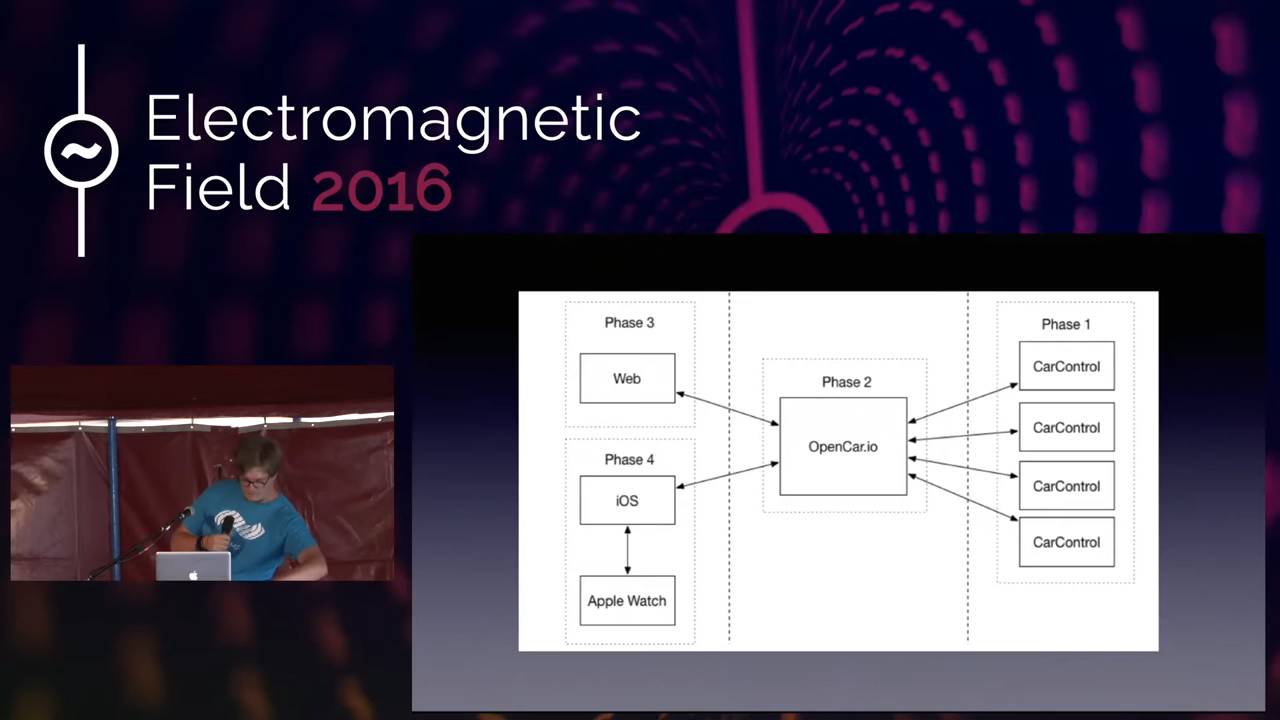 Electromagnetic
Field 2016
Phase 3
Web
Phase 4
iOS
Apple Watch
Phase 2
OpenCar.io
Phase 1
CarControl
CarControl
CarControl
CarControl